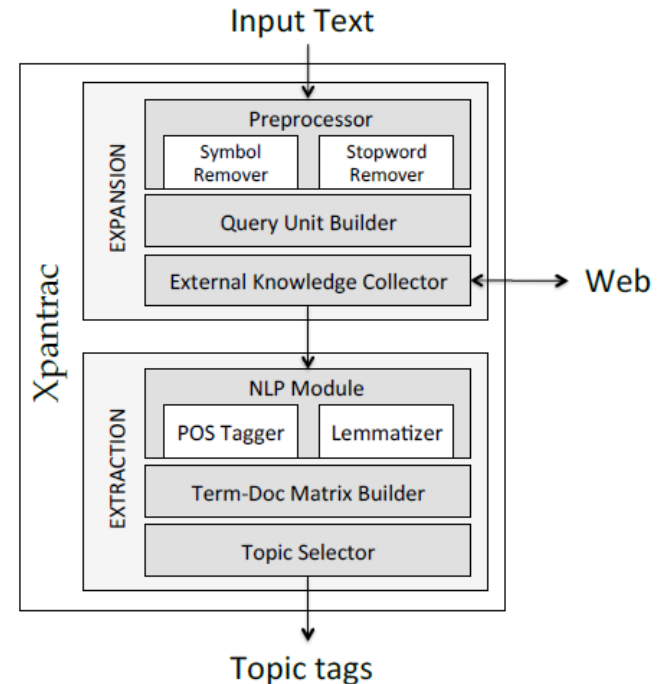 Input Text
Xpantrac
EXPANSION
Preprocessor
Symbol
Remover
Stopword
Remover
Query Unit Builder
External Knowledge Collector
Web
EXTRACTION
NLP Module
POS Tagger
Lemmatizer
Term-Doc Matrix Builder
Topic Selector
Topic tags